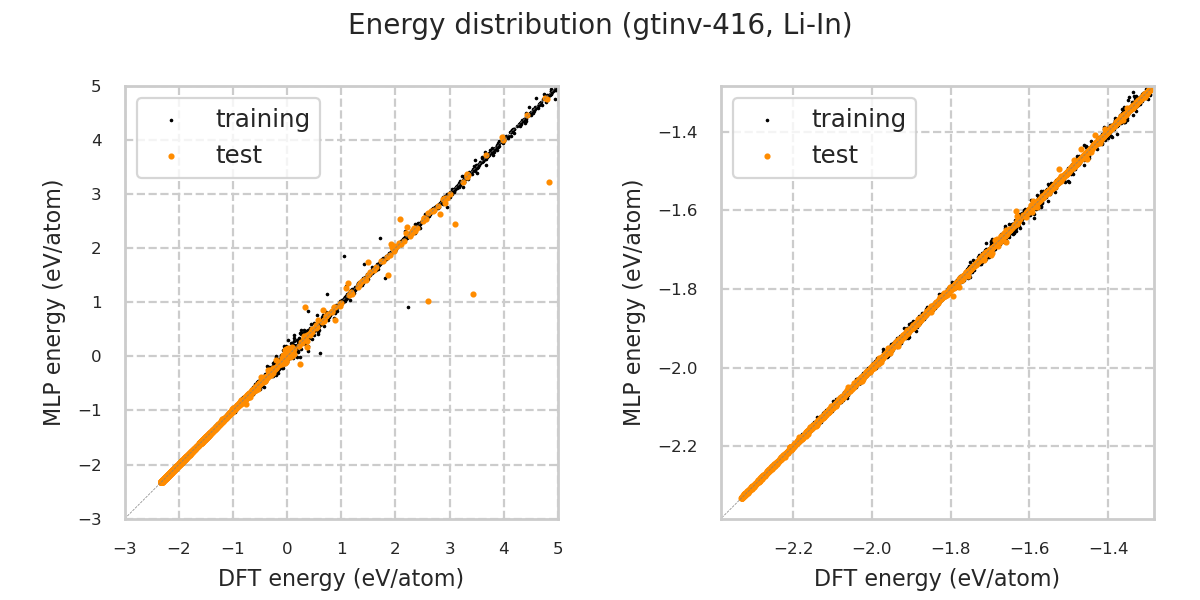 Energy distribution (gtinv-416, Li-In)
training
test
5
4
3
2
1
0
−1
−2
−3
MLP energy (eV/atom)
−3 −2 −1 0 1 2 3 4 5
DFT energy (eV/atom)
training
test
−1.4
−1.6
−1.8
−2.0
−2.2
MLP energy (eV/atom)
−2.2 −2.0 −1.8 −1.6 −1.4
DFT energy (eV/atom)